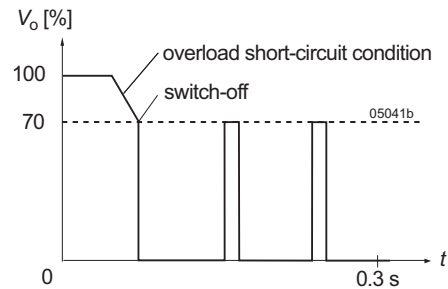 Vo [%]
overload short-circuit condition
100
switch-off
70
05041b
t
0
0.3 s